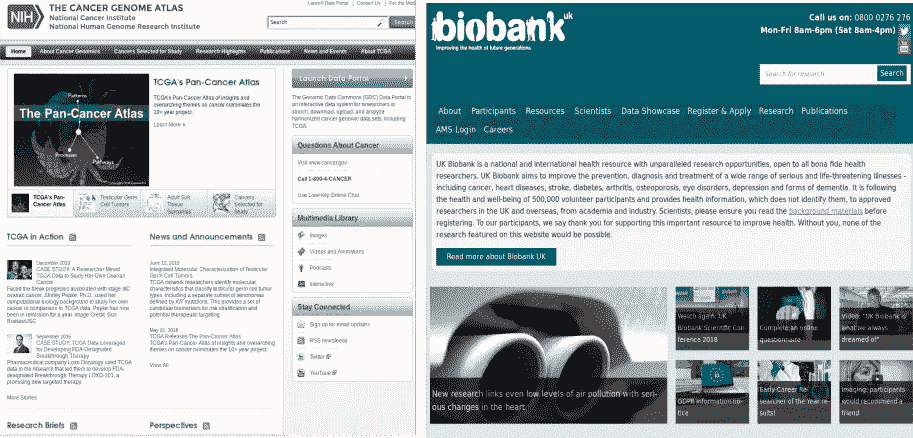 Launch Data Portal | Contact Us | For the Med
NIH
THE CANCER GENOME ATLAS
National Cancer Institute
National Human Genome Research Institute
Search
Search
Home
About Cancer Genomics
Cancers Selected for Study
Research Highlights
Publications
News and Events
About TCGA
Patterns
The Pan-Cancer Atlas
Processes
Pathways
TCGA's Pan-Cancer Atlas
TCGA's Pan-Cancer Atlas of insights and
overarching themes on cancer culminates the
10+ year project.
Learn More
TCGA's Pan-
Cancer Atlas
Testicular Germ
Cell Tumors
Adult Soft
Tissue
Sarcomas
Cancers
Selected for
Study
TCGA in Action
December 2016
CASE STUDY: A Researcher Mined
TCGA Data to Study Her Own Ovarian
Cancer
Faced the bleak prognosis associated with stage IIIC
ovarian cancer, Shirley Pepke, Ph.D., used her
computational biology background to study her own
cancer in comparison to TCGA data. Pepke has now
been in remission for a year. Image Credit: Gus
Ruelas/USC
September 2016
CASE STUDY: TCGA Data Leveraged
for Developing FDA-Designated
Breakthrough Therapy
Pharmaceutical company Loxo Oncology used TCGA
data in the research that led them to develop FDA-
designated Breakthrough Therapy LOXO-101, a
promising new targeted therapy.
More Stories
News and Announcements
June 12, 2018
Integrated Molecular Characterization of Testicular
Germ Cell Tumors
TCGA network researchers identify molecular
characteristics that classify testicular germ cell tumor
types, including a separate subset of seminomas
defined by KIT mutations. This provides a set of
candidate biomarkers for risk stratification and
potential therapeutic targeting.
May 01, 2018
TCGA Releases The Pan-Cancer Atlas
TCGA's Pan-Cancer Atlas of insights and overarching
themes on cancer culminates the 10+ year project.
View All
Research Briefs
Perspectives
Launch Data Portal
The Genomic Data Commons (GDC) Data Portal is
an interactive data system for researchers to
search, download, upload, and analyze
harmonized cancer genomic data sets, including
TCGA.
Questions About Cancer
Visit www.cancer.gov
Call 1-800-4-CANCER
Use LiveHelp Online Chat
Multimedia Library
Images
Videos and Animations
Podcasts
Interactive
Stay Connected
Sign up for email updates
RSS newsfeeds
Twitter
YouTube
biobank uk
Improving the health of future generations
Call us on: 0800 0276 276
Mon-Fri 8am-6pm (Sat 8am-4pm)
Search for research
Search
About Participants Resources Scientists Data Showcase Register & Apply Research Publications
AMS Login Careers
UK Biobank is a national and international health resource with unparalleled research opportunities, open to all bona fide health
researchers. UK Biobank aims to improve the prevention, diagnosis and treatment of a wide range of serious and life-threatening illnesses -
including cancer, heart diseases, stroke, diabetes, arthritis, osteoporosis, eye disorders, depression and forms of dementia. It is following
the health and well-being of 500,000 volunteer participants and provides health information, which does not identify them, to approved
researchers in the UK and overseas, from academia and industry. Scientists, please ensure you read the background materials before
registering. To our participants, we say thank you for supporting this important resource to improve health. Without you, none of the
research featured on this website would be possible.
Read more about Biobank UK
New research links even low levels of air pollution with seri-
ous changes in the heart
Watch again: UK
Biobank Scientific Con-
ference 2018
Complete an online
questionnaire
Video: "UK Biobank is
what we always
dreamed of"
GDPR information no-
tice
Early-Career Re-
searcher of the Year re-
sults!
Imaging: participants
would recommend a
friend